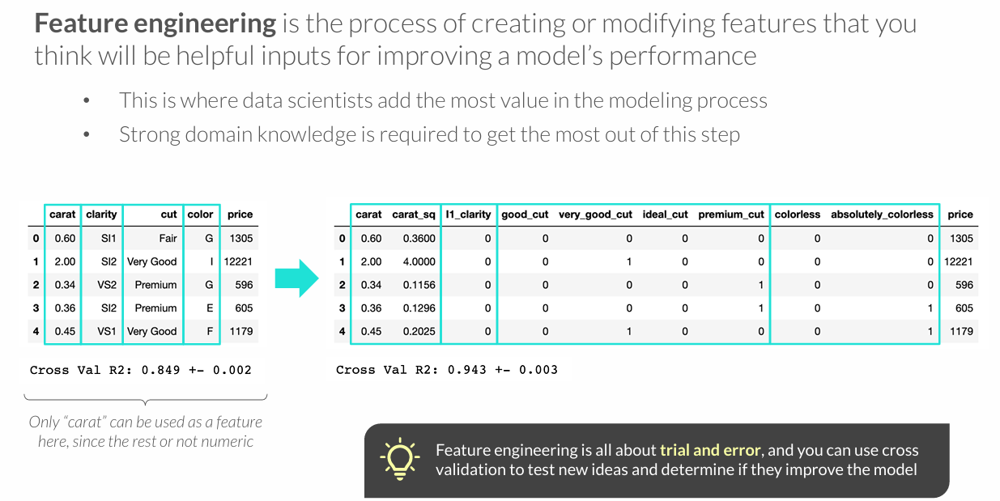 Feature engineering is the process of creating or modifying features that you
think will be helpful inputs for improving a model’s performance
• This is where data scientists add the most value in the modeling process
• Strong domain knowledge is required to get the most out of this step
carat clarity cut color price
0 0.60 SI1 Fair G 1305
1 2.00 SI2 Very Good I 12221
2 0.34 VS2 Premium G 596
3 0.36 SI2 Premium E 605
4 0.45 VS1 Very Good F 1179
Cross Val R2: 0.849 +- 0.002
Only “carat” can be used as a feature
here, since the rest or not numeric
carat carat_sq I1_clarity good_cut very_good_cut ideal_cut premium_cut colorless absolutely_colorless price
0 0.60 0.3600 0 0 0 0 0 0 0 1305
1 2.00 4.0000 0 0 1 0 0 0 0 12221
2 0.34 0.1156 0 0 0 0 1 0 0 596
3 0.36 0.1296 0 0 0 0 1 0 1 605
4 0.45 0.2025 0 0 1 0 0 0 1 1179
Cross Val R2: 0.943 +- 0.003
Feature engineering is all about trial and error, and you can use cross
validation to test new ideas and determine if they improve the model